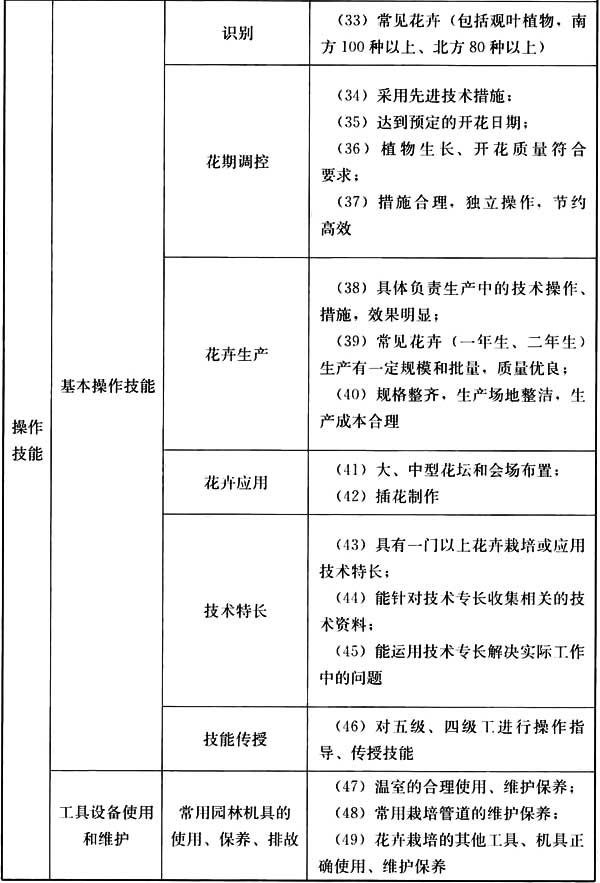 操作
技能
基本操作技能
识别
（33）常见花卉（包括观叶植物，南
方100种以上、北方80种以上）
花期调控
（34）采用先进技术措施；
（35）达到预定的开花日期；
（36）植物生长、开花质量符合
要求；
（37）措施合理，独立操作，节约
高效
花卉生产
（38）具体负责生产中的技术操作、
措施，效果明显；
（39）常见花卉（一年生、二年生）
生产有一定规模和批量，质量优良；
（40）规格整齐，生产场地整洁，生
产成本合理
花卉应用
（41）大、中型花坛和会场布置；
（42）插花制作
技术特长
（43）具有一门以上花卉栽培或应用
技术特长；
（44）能针对技术专长收集相关的技
术资料；
（45）能运用技术专长解决实际工作
中的问题
技能传授
（46）对五级、四级工进行操作指
导、传授技能
工具设备使用
和维护
常用园林机具的
使用、保养、排故
（47）温室的合理使用、维护保养；
（48）常用栽培管道的维护保养；
（49）花卉栽培的其他工具、机具正
确使用、维护保养